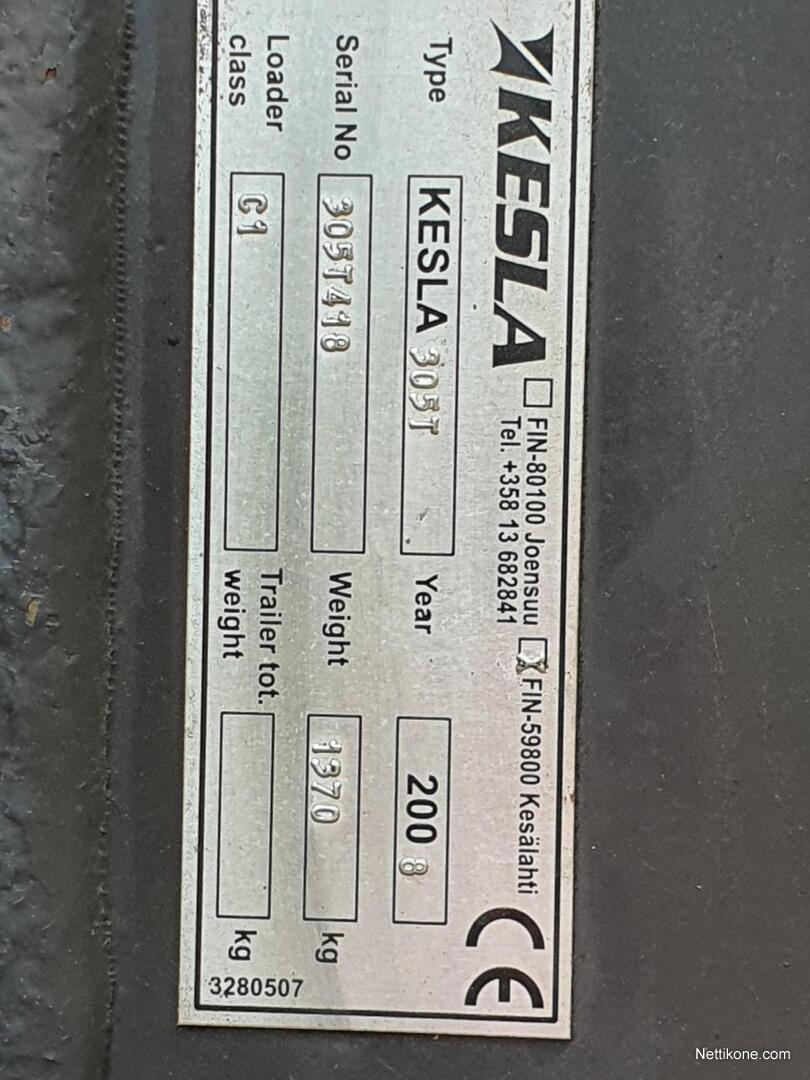 KESLA
FIN-80100 Joensuu X FIN-59800 Kesälahti
Tel. +358 13 682841
CE
Type KESLA 305T Year 2008
Serial No 305T418 Weight 1370 kg
Loader class C1 Trailer tot. weight kg
3280507
Nettikone.com